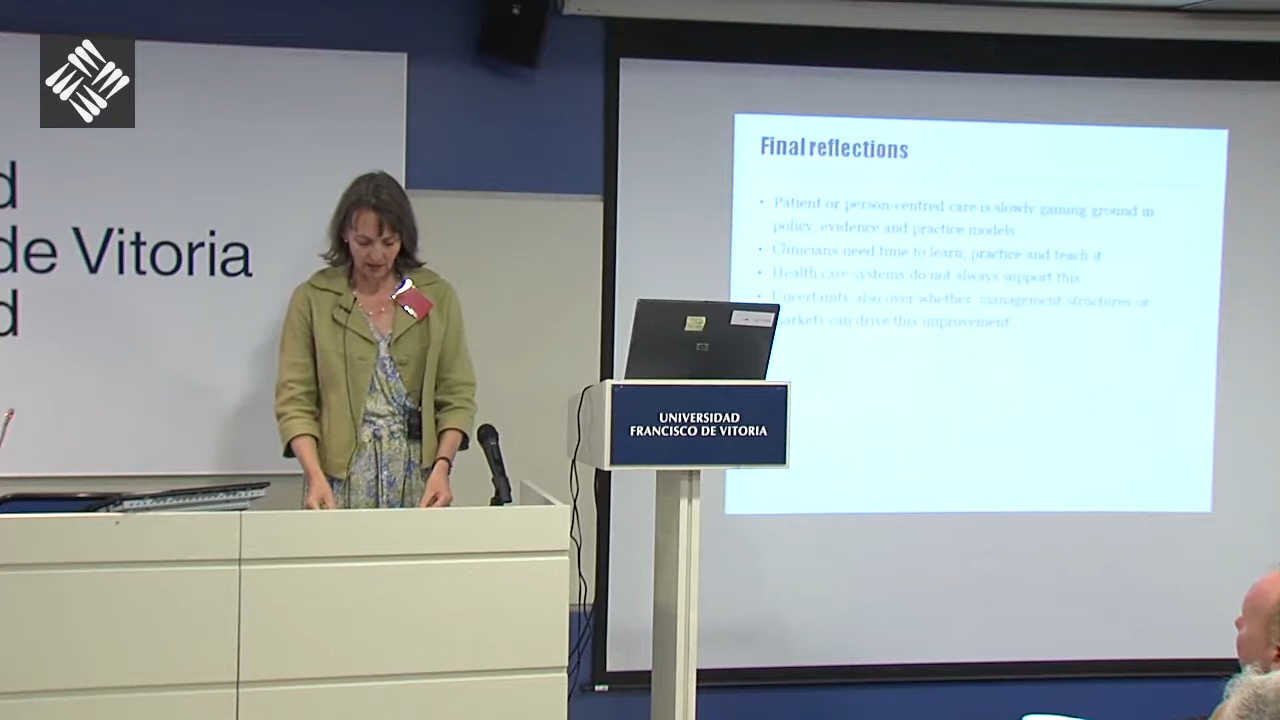 d
de Vitoria
d
Final reflections
• Patient or person-centred care is slowly gaining ground in
policy, evidence and practice models
• Clinicians need time to learn, practice and teach it
• Health care systems do not always support this
• Uncertainty also over whether management structures or
markets can drive this improvement
UNIVERSIDAD
FRANCISCO DE VITORIA